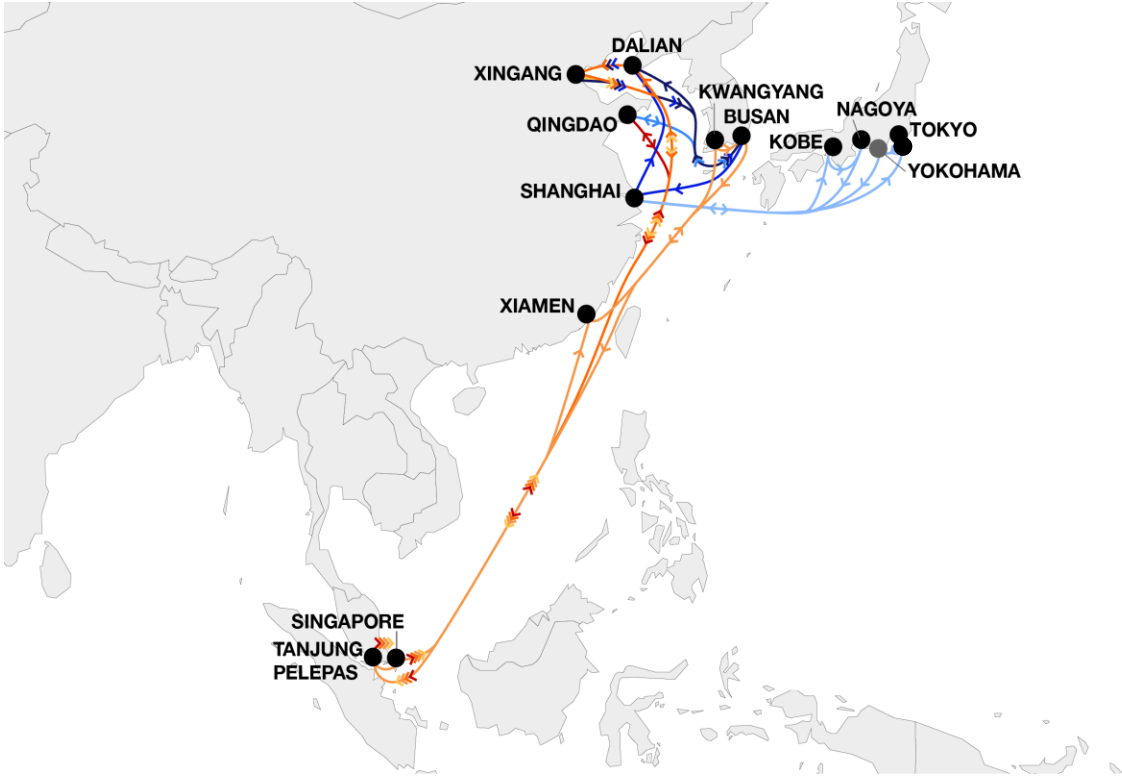 DALIAN
XINGANG
KWANGYANG
BUSAN
QINGDAO
NAGOYA
TOKYO
KOBE
YOKOHAMA
SHANGHAI
XIAMEN
SINGAPORE
TANJUNG
PELEPAS